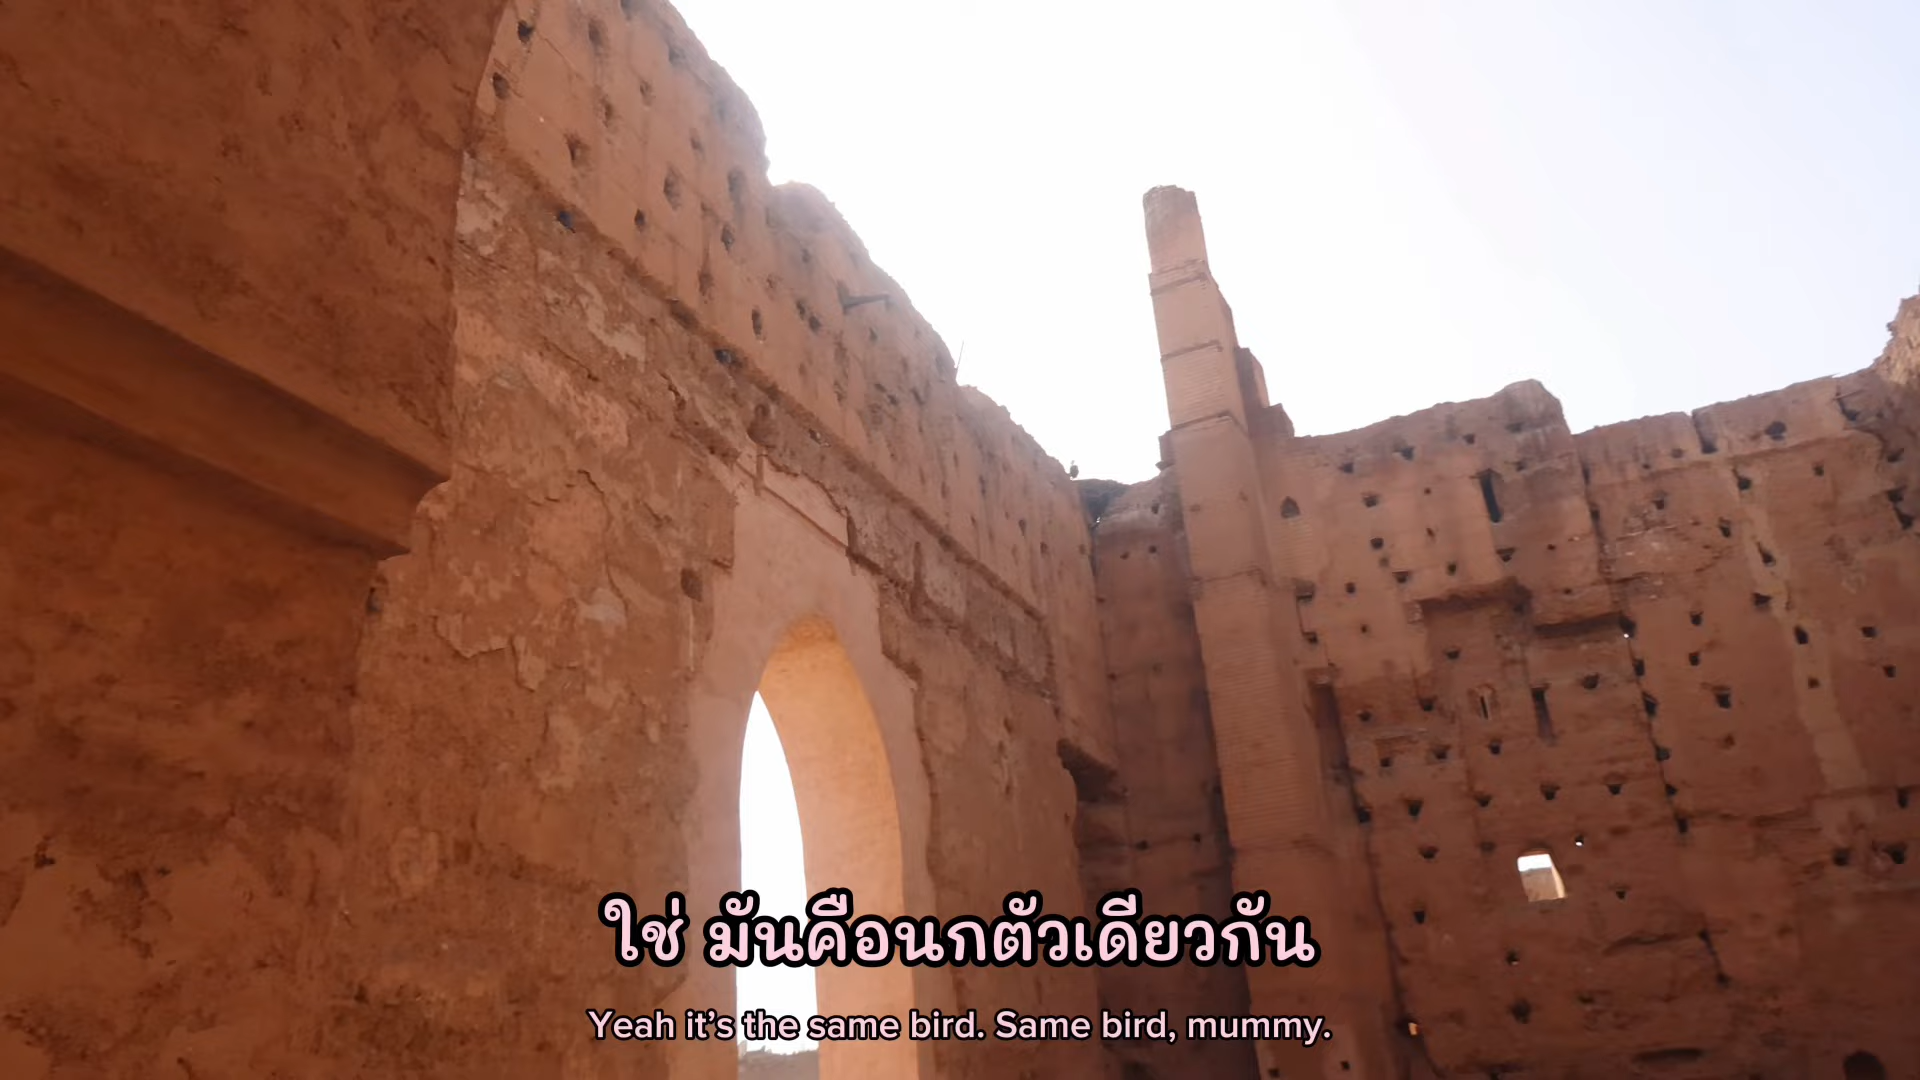 ใช่ มันคือนกตัวเดียวกัน
Yeah it's the same bird. Same bird, mummy.